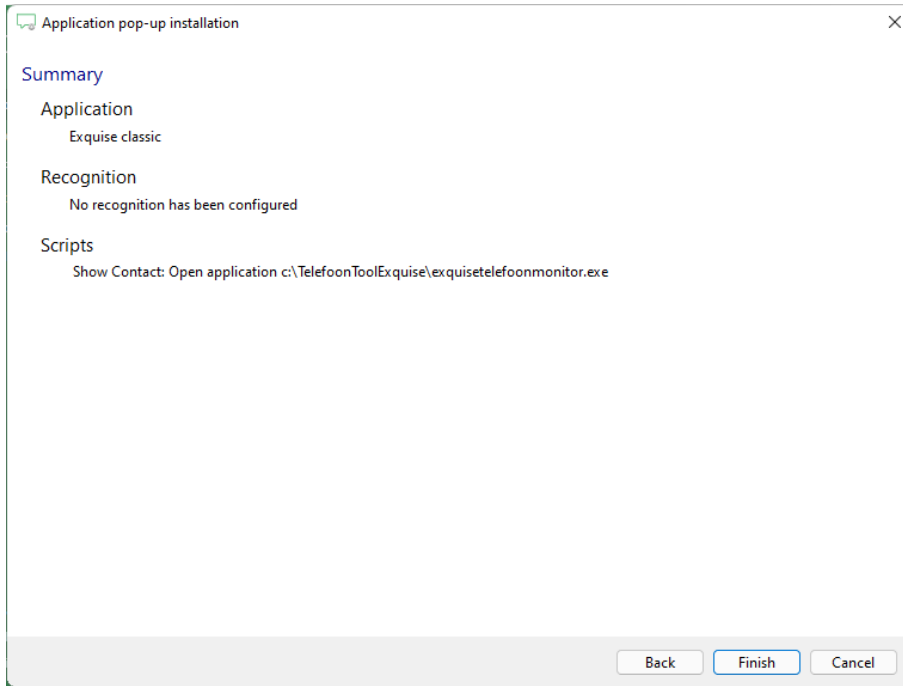 Application pop-up installation
Summary
Application
Exquise classic
Recognition
No recognition has been configured
Scripts
Show Contact: Open application c:\TelefoonToolExquise\exquisetelefoonmonitor.exe
Back
Finish
Cancel